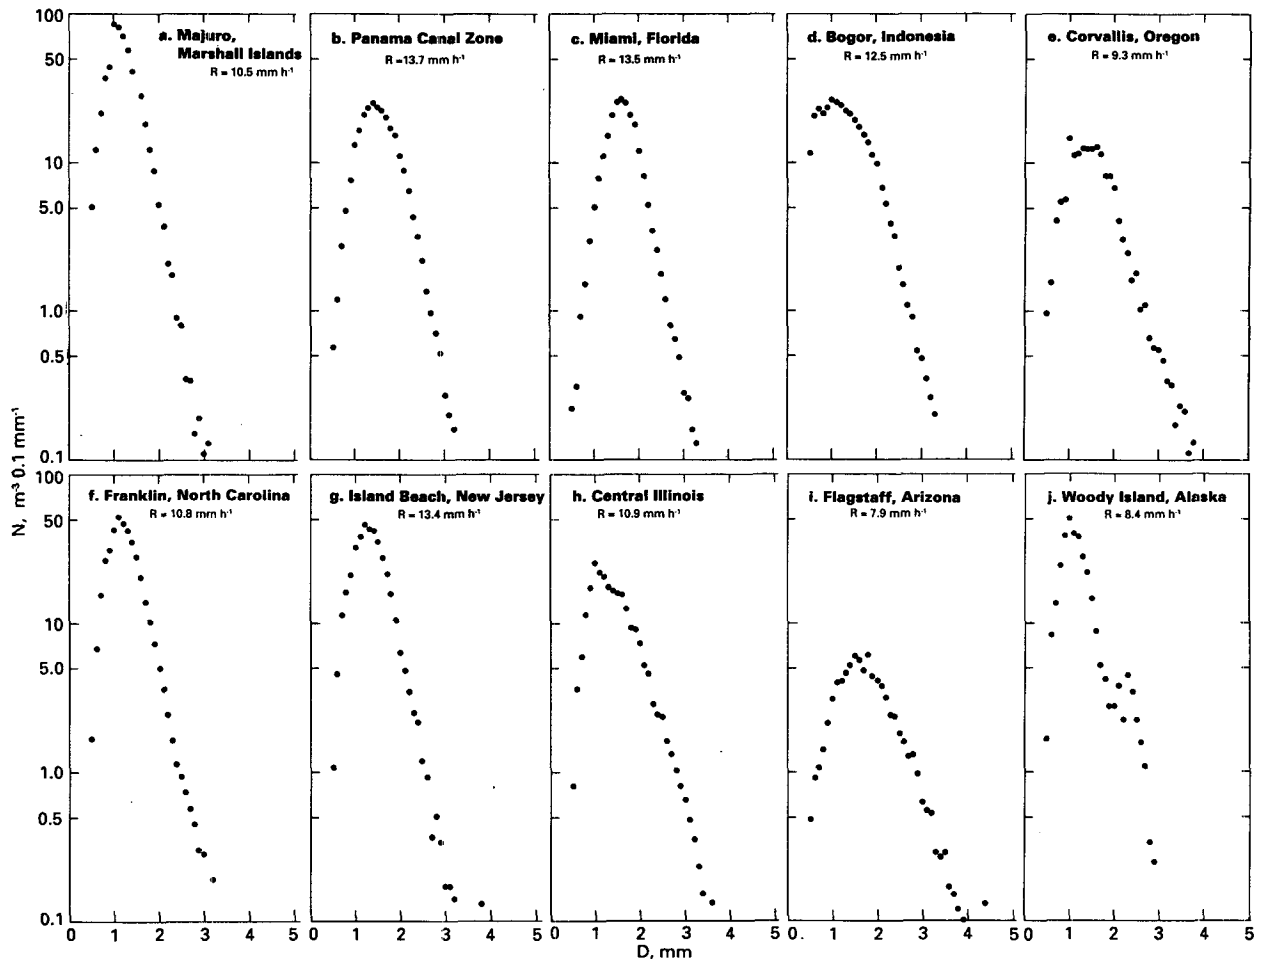 a. Majuro,
Marshall Islands
R = 10.5 mm h⁻¹
b. Panama Canal Zone
R = 13.7 mm h⁻¹
c. Miami, Florida
R = 13.5 mm h⁻¹
d. Bogor, Indonesia
R = 12.5 mm h⁻¹
e. Corvallis, Oregon
R = 9.3 mm h⁻¹
100
50
10
5.0
1.0
0.5
0.1
N, m⁻³ 0.1 mm⁻¹
f. Franklin, North Carolina
R = 10.8 mm h⁻¹
g. Island Beach, New Jersey
R = 13.4 mm h⁻¹
h. Central Illinois
R = 10.9 mm h⁻¹
i. Flagstaff, Arizona
R = 7.9 mm h⁻¹
j. Woody Island, Alaska
R = 8.4 mm h⁻¹
100
50
10
5.0
1.0
0.5
0.1
0 1 2 3 4 5
0 1 2 3 4 5
0 1 2 3 4 5
0. 1 2 3 4 5
0 1 2 3 4 5
D, mm